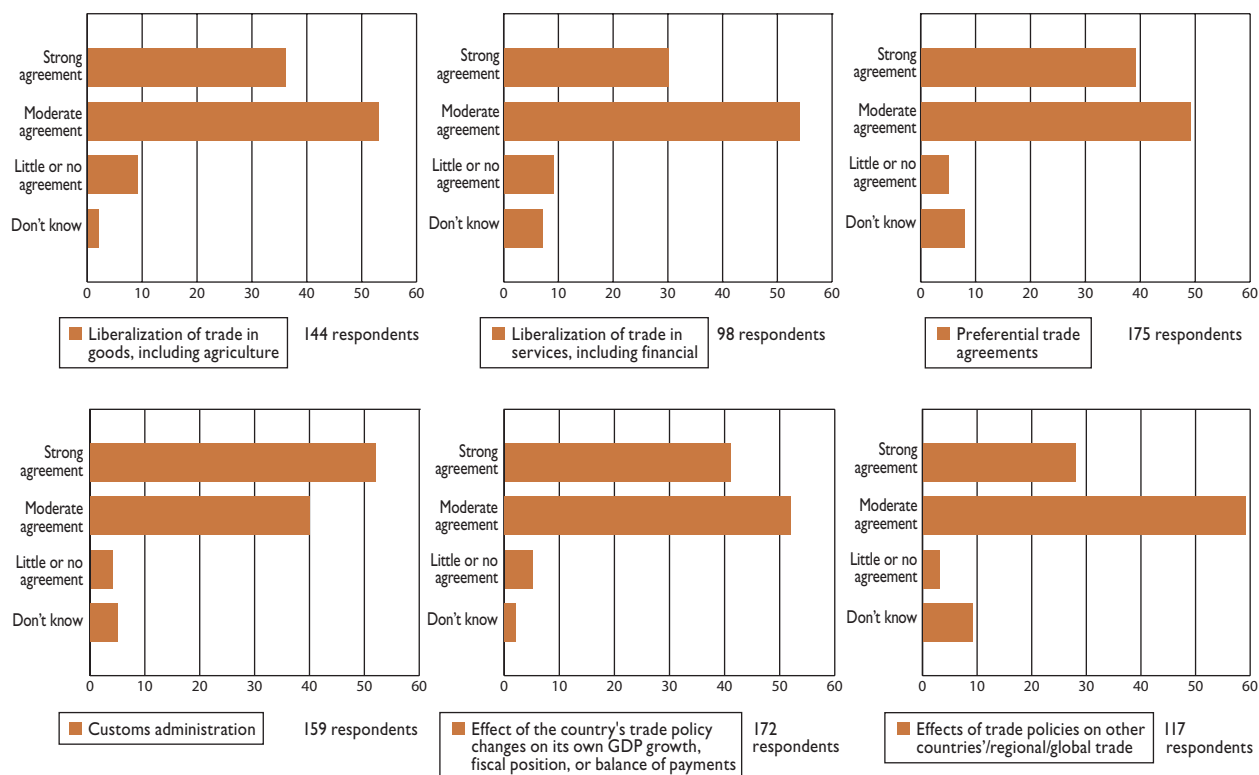 Strong
agreement
Moderate
agreement
Little or no
agreement
Don't know
0 10 20 30 40 50 60
Liberalization of trade in
goods, including agriculture
144 respondents
Strong
agreement
Moderate
agreement
Little or no
agreement
Don't know
0 10 20 30 40 50 60
Liberalization of trade in
services, including financial
98 respondents
Strong
agreement
Moderate
agreement
Little or no
agreement
Don't know
0 10 20 30 40 50 60
Preferential trade
agreements
175 respondents
Strong
agreement
Moderate
agreement
Little or no
agreement
Don't know
0 10 20 30 40 50 60
Customs administration
159 respondents
Strong
agreement
Moderate
agreement
Little or no
agreement
Don't know
0 10 20 30 40 50 60
Effect of the country's trade policy
changes on its own GDP growth,
fiscal position, or balance of payments
172
respondents
Strong
agreement
Moderate
agreement
Little or no
agreement
Don't know
0 10 20 30 40 50 60
Effects of trade policies on other
countries'/regional/global trade
117
respondents